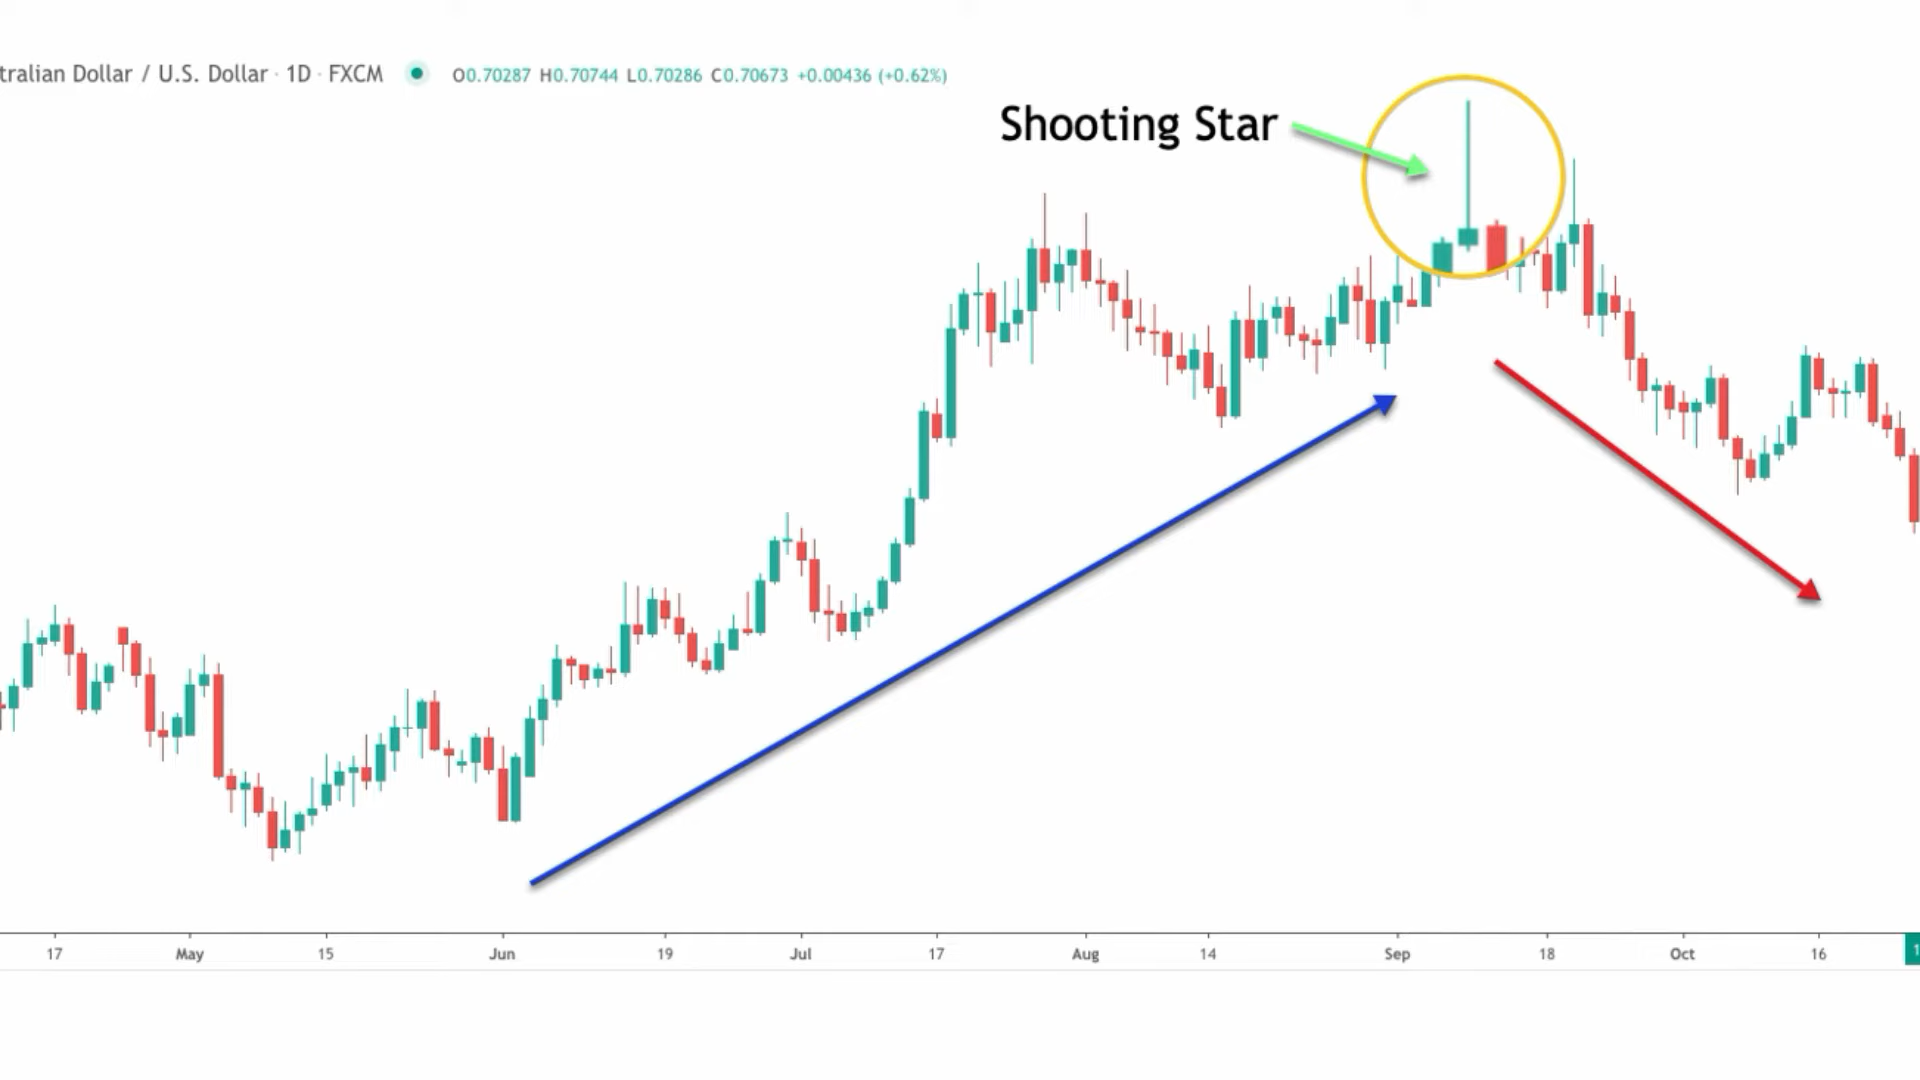 tralian Dollar / U.S. Dollar · 1D · FXCM O0.70287 H0.70744 L0.70286 C0.70673 +0.00436 (+0.62%)
Shooting Star
17 May 15 Jun 19 Jul 17 Aug 14 Sep 18 Oct 16